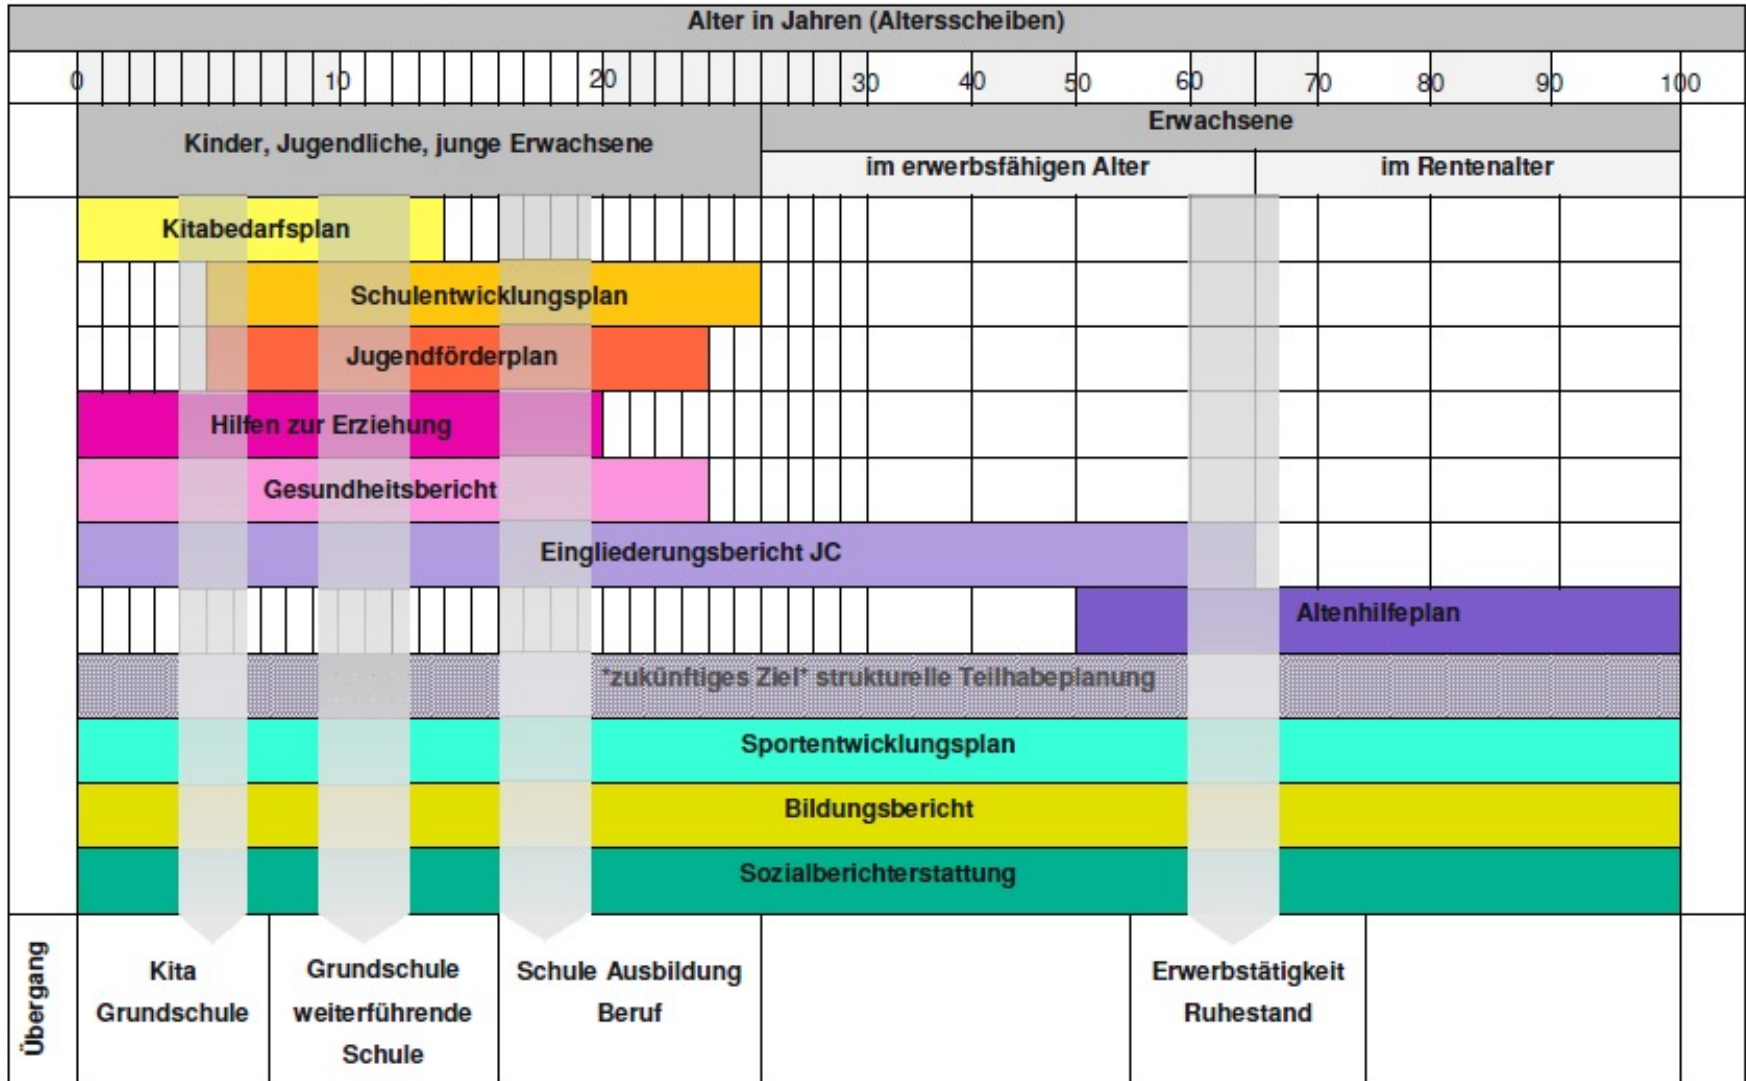 Alter in Jahren (Altersscheiben)
0 10 20 30 40 50 60 70 80 90 100
Kinder, Jugendliche, junge Erwachsene
Erwachsene
im erwerbsfähigen Alter
im Rentenalter
Kitabedarfsplan
Schulentwicklungsplan
Jugendförderplan
Hilfen zur Erziehung
Gesundheitsbericht
Eingliederungsbericht JC
Altenhilfeplan
*zukünftiges Ziel* strukturelle Teilhabeplanung
Sportentwicklungsplan
Bildungsbericht
Sozialberichterstattung
Übergang
Kita
Grundschule
Grundschule
weiterführende
Schule
Schule Ausbildung
Beruf
Erwerbstätigkeit
Ruhestand